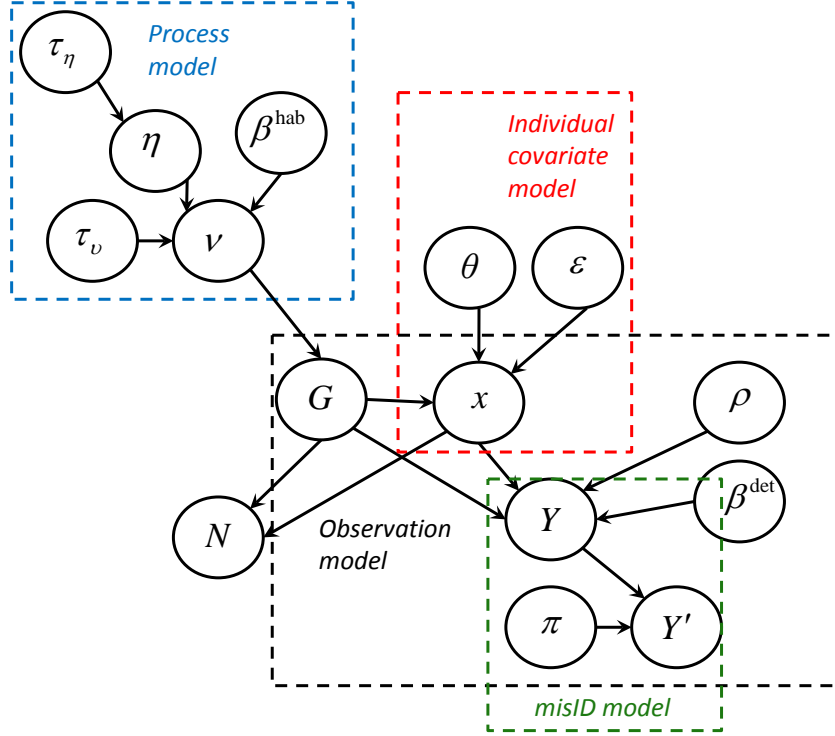 Process
model
τ_η
η
β^hab
τ_υ
ν
Individual
covariate
model
θ
ε
G
x
ρ
N
Observation
model
Y
β^det
π
Y'
misID model